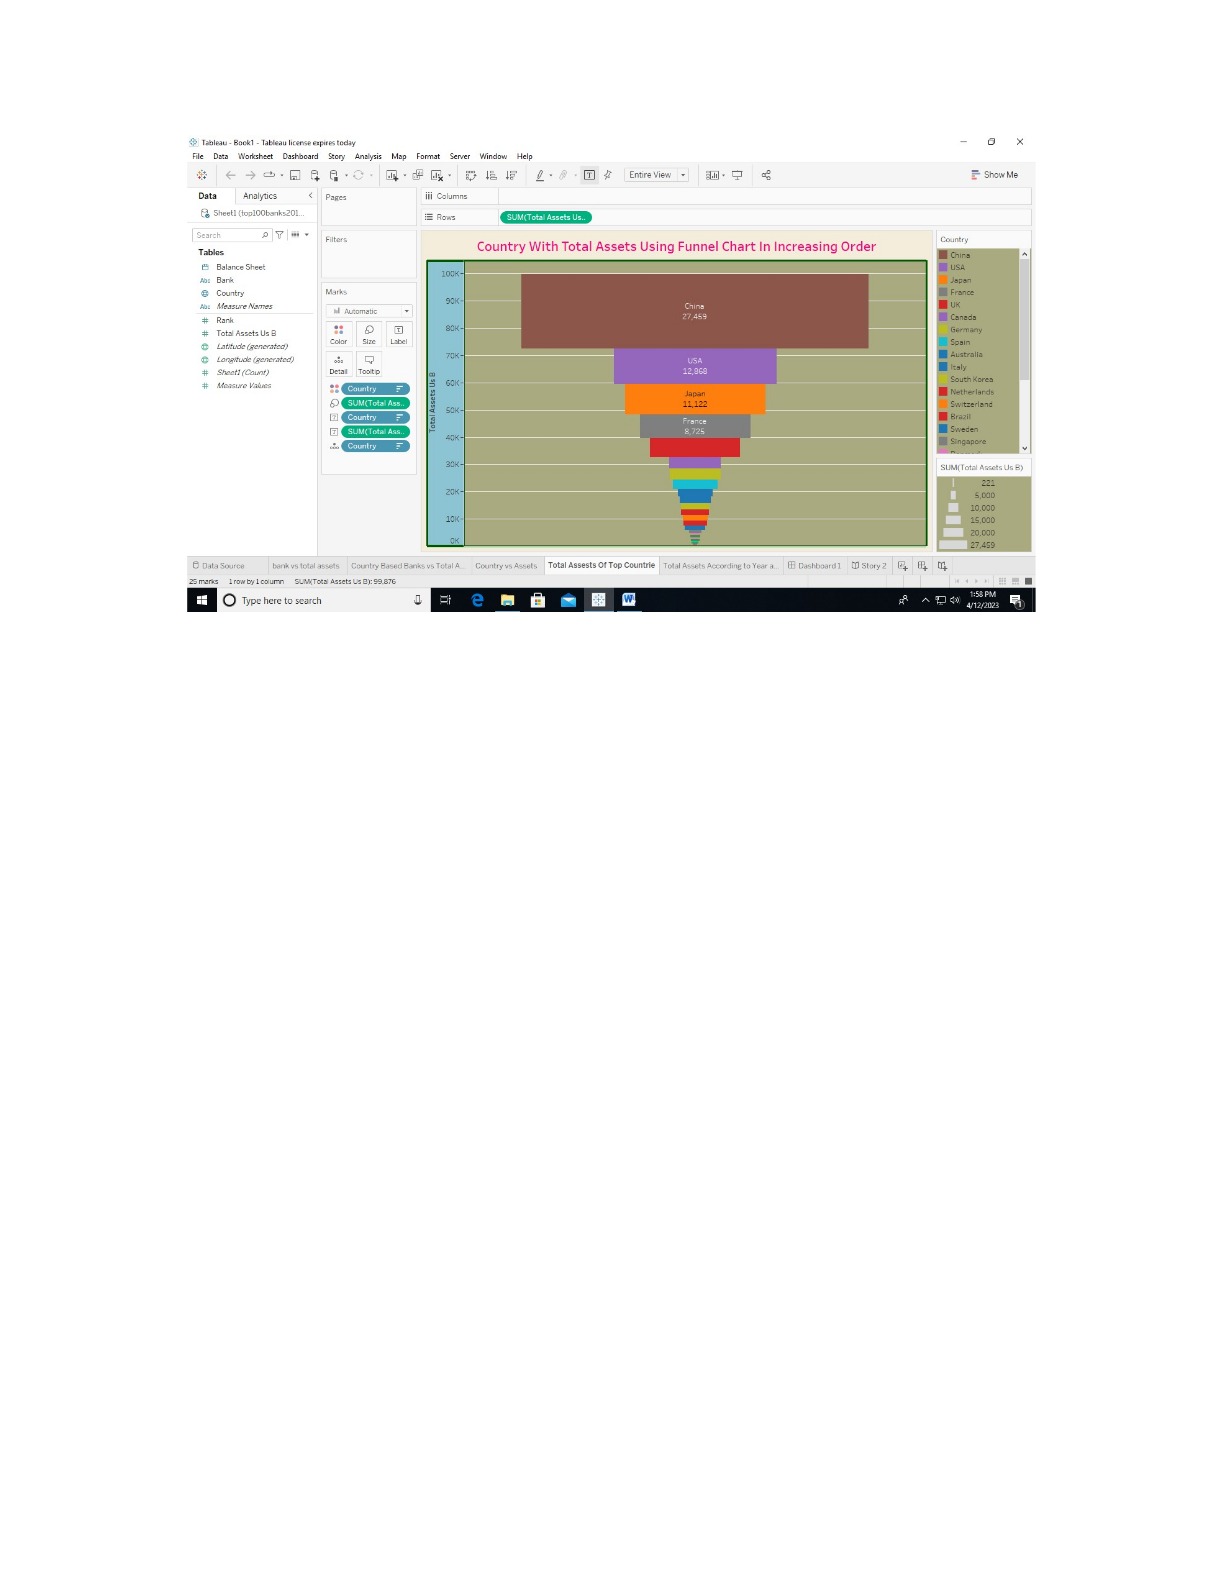 Tableau - Book1 - Tableau license expires today
File Data Worksheet Dashboard Story Analysis Map Format Server Window Help
Entire View
Show Me
Data Analytics
Sheet1 (top100banks201...
Search
Tables
Balance Sheet
Abc Bank
Country
Abc Measure Names
# Rank
# Total Assets Us B
Latitude (generated)
Longitude (generated)
# Sheet1 (Count)
# Measure Values
Pages
Filters
Marks
Automatic
Color Size Label
Detail Tooltip
Country
SUM(Total Ass..
Country
SUM(Total Ass..
Country
Columns
Rows SUM(Total Assets Us..
Country With Total Assets Using Funnel Chart In Increasing Order
Total Assets Us B
100K
90K
80K
70K
60K
50K
40K
30K
20K
10K
0K
China
27,459
USA
12,868
Japan
11,122
France
8,725
Country
China
USA
Japan
France
UK
Canada
Germany
Spain
Australia
Italy
South Korea
Netherlands
Switzerland
Brazil
Sweden
Singapore
SUM(Total Assets Us B)
221
5,000
10,000
15,000
20,000
27,459
Data Source bank vs total assets Country Based Banks vs Total A... Country vs Assets Total Assests Of Top Countrie Total Assets According to Year a... Dashboard 1 Story 2
25 marks 1 row by 1 column SUM(Total Assets Us B): 99,876
Type here to search
1:58 PM
4/12/2023